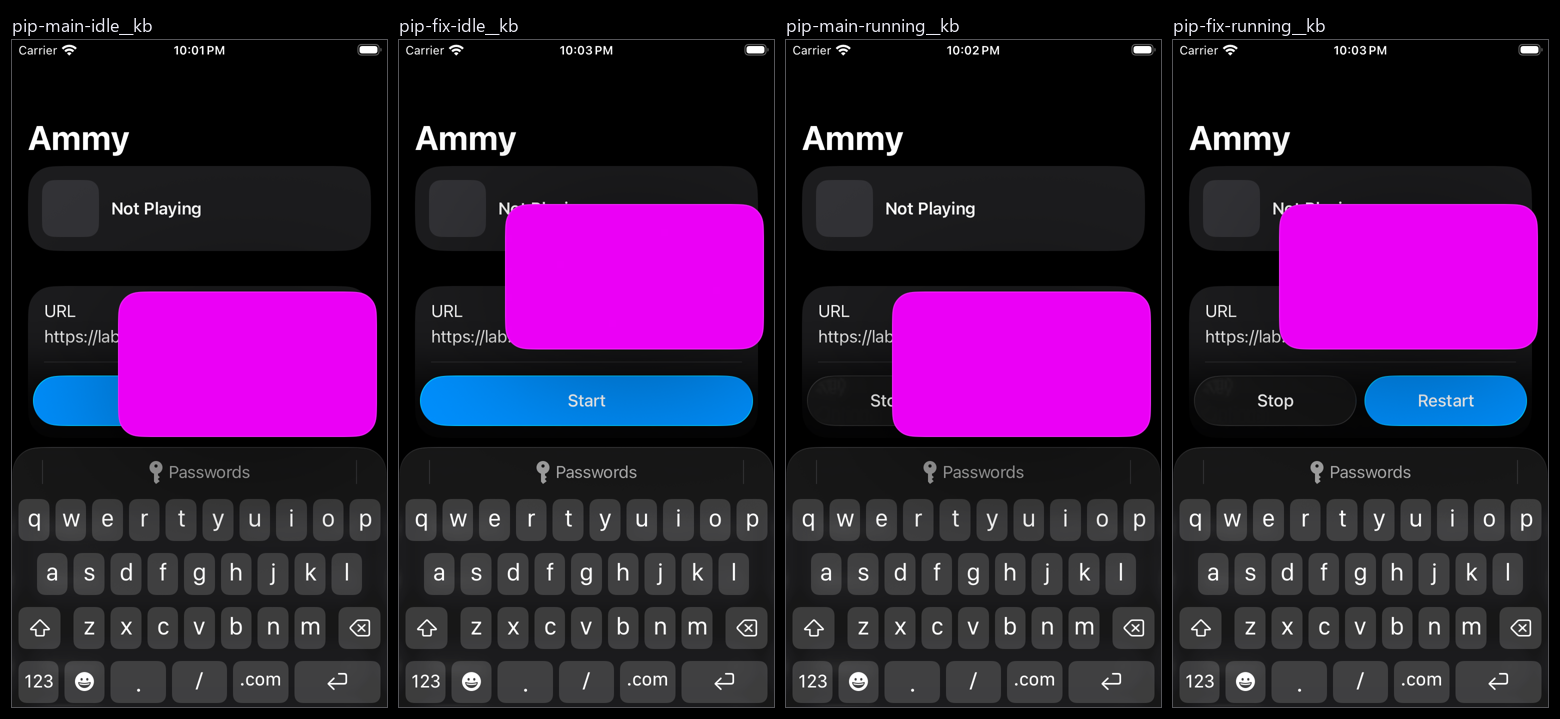 pip-main-idle__kb
Carrier 10:01 PM
Ammy
Not Playing
URL
https://lab
Passwords
q w e r t y u i o p
a s d f g h j k l
z x c v b n m
123 . / .com
pip-fix-idle__kb
Carrier 10:03 PM
Ammy
URL
https://lab.
Start
Passwords
q w e r t y u i o p
a s d f g h j k l
z x c v b n m
123 . / .com
pip-main-running__kb
Carrier 10:02 PM
Ammy
Not Playing
URL
https://lab
Passwords
q w e r t y u i o p
a s d f g h j k l
z x c v b n m
123 . / .com
pip-fix-running__kb
Carrier 10:03 PM
Ammy
URL
https://lab.
Stop Restart
Passwords
q w e r t y u i o p
a s d f g h j k l
z x c v b n m
123 . / .com